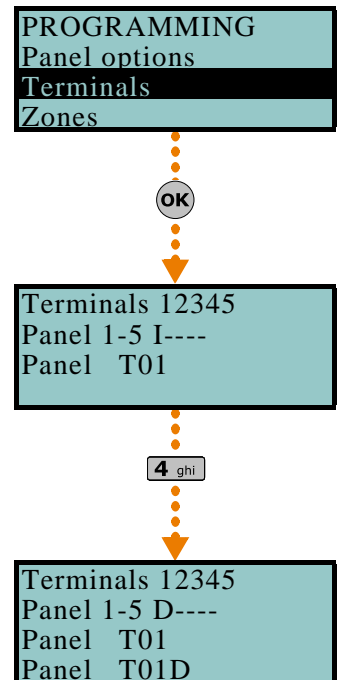 PROGRAMMING
Panel options
Terminals
Zones
OK
Terminals 12345
Panel 1-5 I----
Panel T01
4 ghi
Terminals 12345
Panel 1-5 D----
Panel T01
Panel T01D